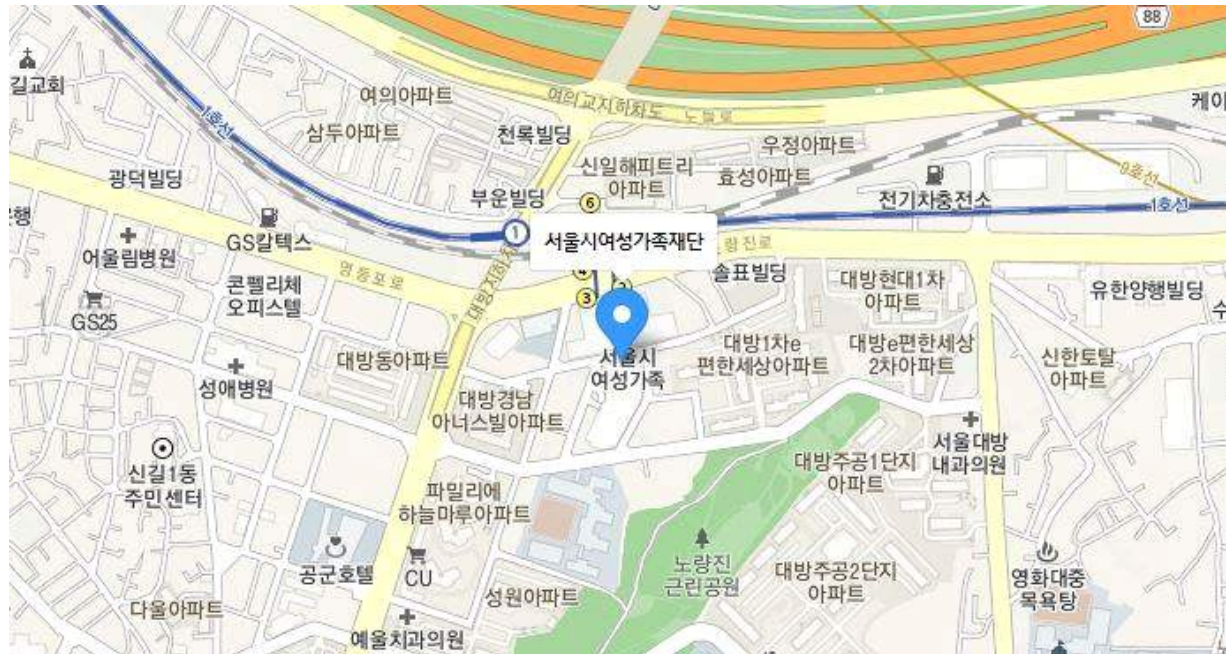 88
길교회
여의아파트
여의교지하차도
노들로
케이
1호선
삼두아파트
천록빌딩
우정아파트
신일해피트리
아파트
효성아파트
9호선
광덕빌딩
부운빌딩
6
전기차충전소
1호선
GS칼텍스
1
서울시여성가족재단
어울림병원
영등포로
4
솔표빌딩
대방현대1차
아파트
콘펠리체
오피스텔
3
유한양행빌딩
GS25
대방동아파트
서울시
여성가족
대방1차e
편한세상아파트
대방e편한세상
2차아파트
신한토탈
아파트
성애병원
대방경남
아너스빌아파트
서울대방
내과의원
신길1동
주민센터
대방주공1단지
아파트
파밀리에
하늘마루아파트
노량진
근린공원
공군호텔
CU
성원아파트
대방주공2단지
아파트
영화대중
목욕탕
다울아파트
예울치과의원